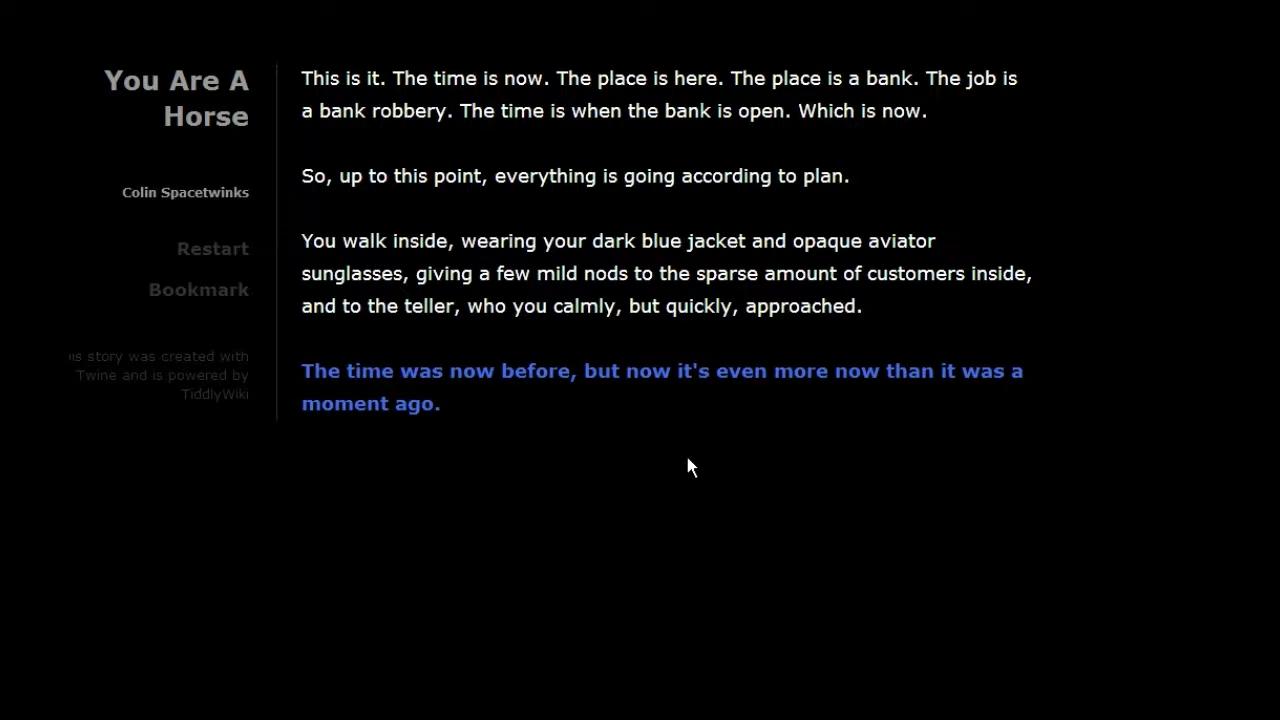 You Are A
Horse
Colin Spacetwinks
Restart
Bookmark
is story was created with
Twine and is powered by
TiddlyWiki
This is it. The time is now. The place is here. The place is a bank. The job is
a bank robbery. The time is when the bank is open. Which is now.
So, up to this point, everything is going according to plan.
You walk inside, wearing your dark blue jacket and opaque aviator
sunglasses, giving a few mild nods to the sparse amount of customers inside,
and to the teller, who you calmly, but quickly, approached.
The time was now before, but now it's even more now than it was a
moment ago.